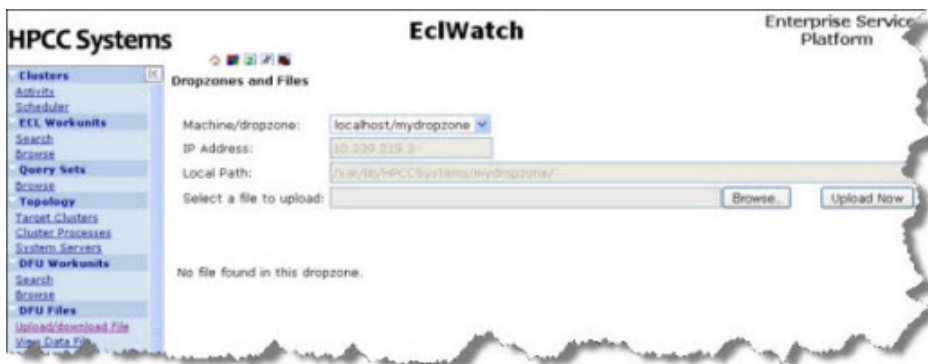 HPCC Systems
EclWatch
Enterprise Service
Platform
Clusters
Activity
Scheduler
ECL Workunits
Search
Browse
Query Sets
Browse
Topology
Target Clusters
Cluster Processes
System Servers
DFU Workunits
Search
Browse
DFU Files
Upload/download File
View Data
Dropzones and Files
Machine/dropzone: localhost/mydropzone
IP Address:
Local Path: /var/lib/HPCCSystems/mydropzone/
Select a file to upload: Browse.. Upload Now
No file found in this dropzone.